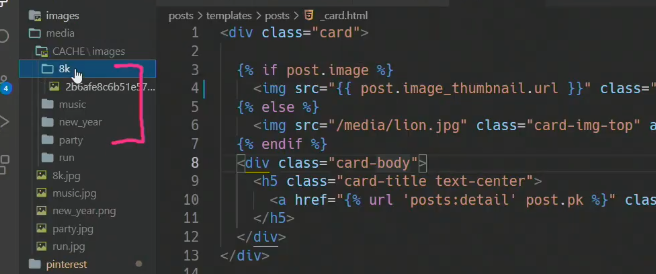 images
media
CACHE \ images
8k
2b6afe8c6b51e57...
music
new_year
party
run
8k.jpg
music.jpg
new_year.png
party.jpg
run.jpg
pinterest
4
posts > templates > posts > _card.html
1 <div class="card">
2
3 {% if post.image %}
4 <img src="{{ post.image_thumbnail.url }}" class="
5 {% else %}
6 <img src="/media/lion.jpg" class="card-img-top" a
7 {% endif %}
8 <div class="card-body">
9 <h5 class="card-title text-center">
10 <a href="{% url 'posts:detail' post.pk %}" clas
11 </h5>
12 </div>
13 </div>